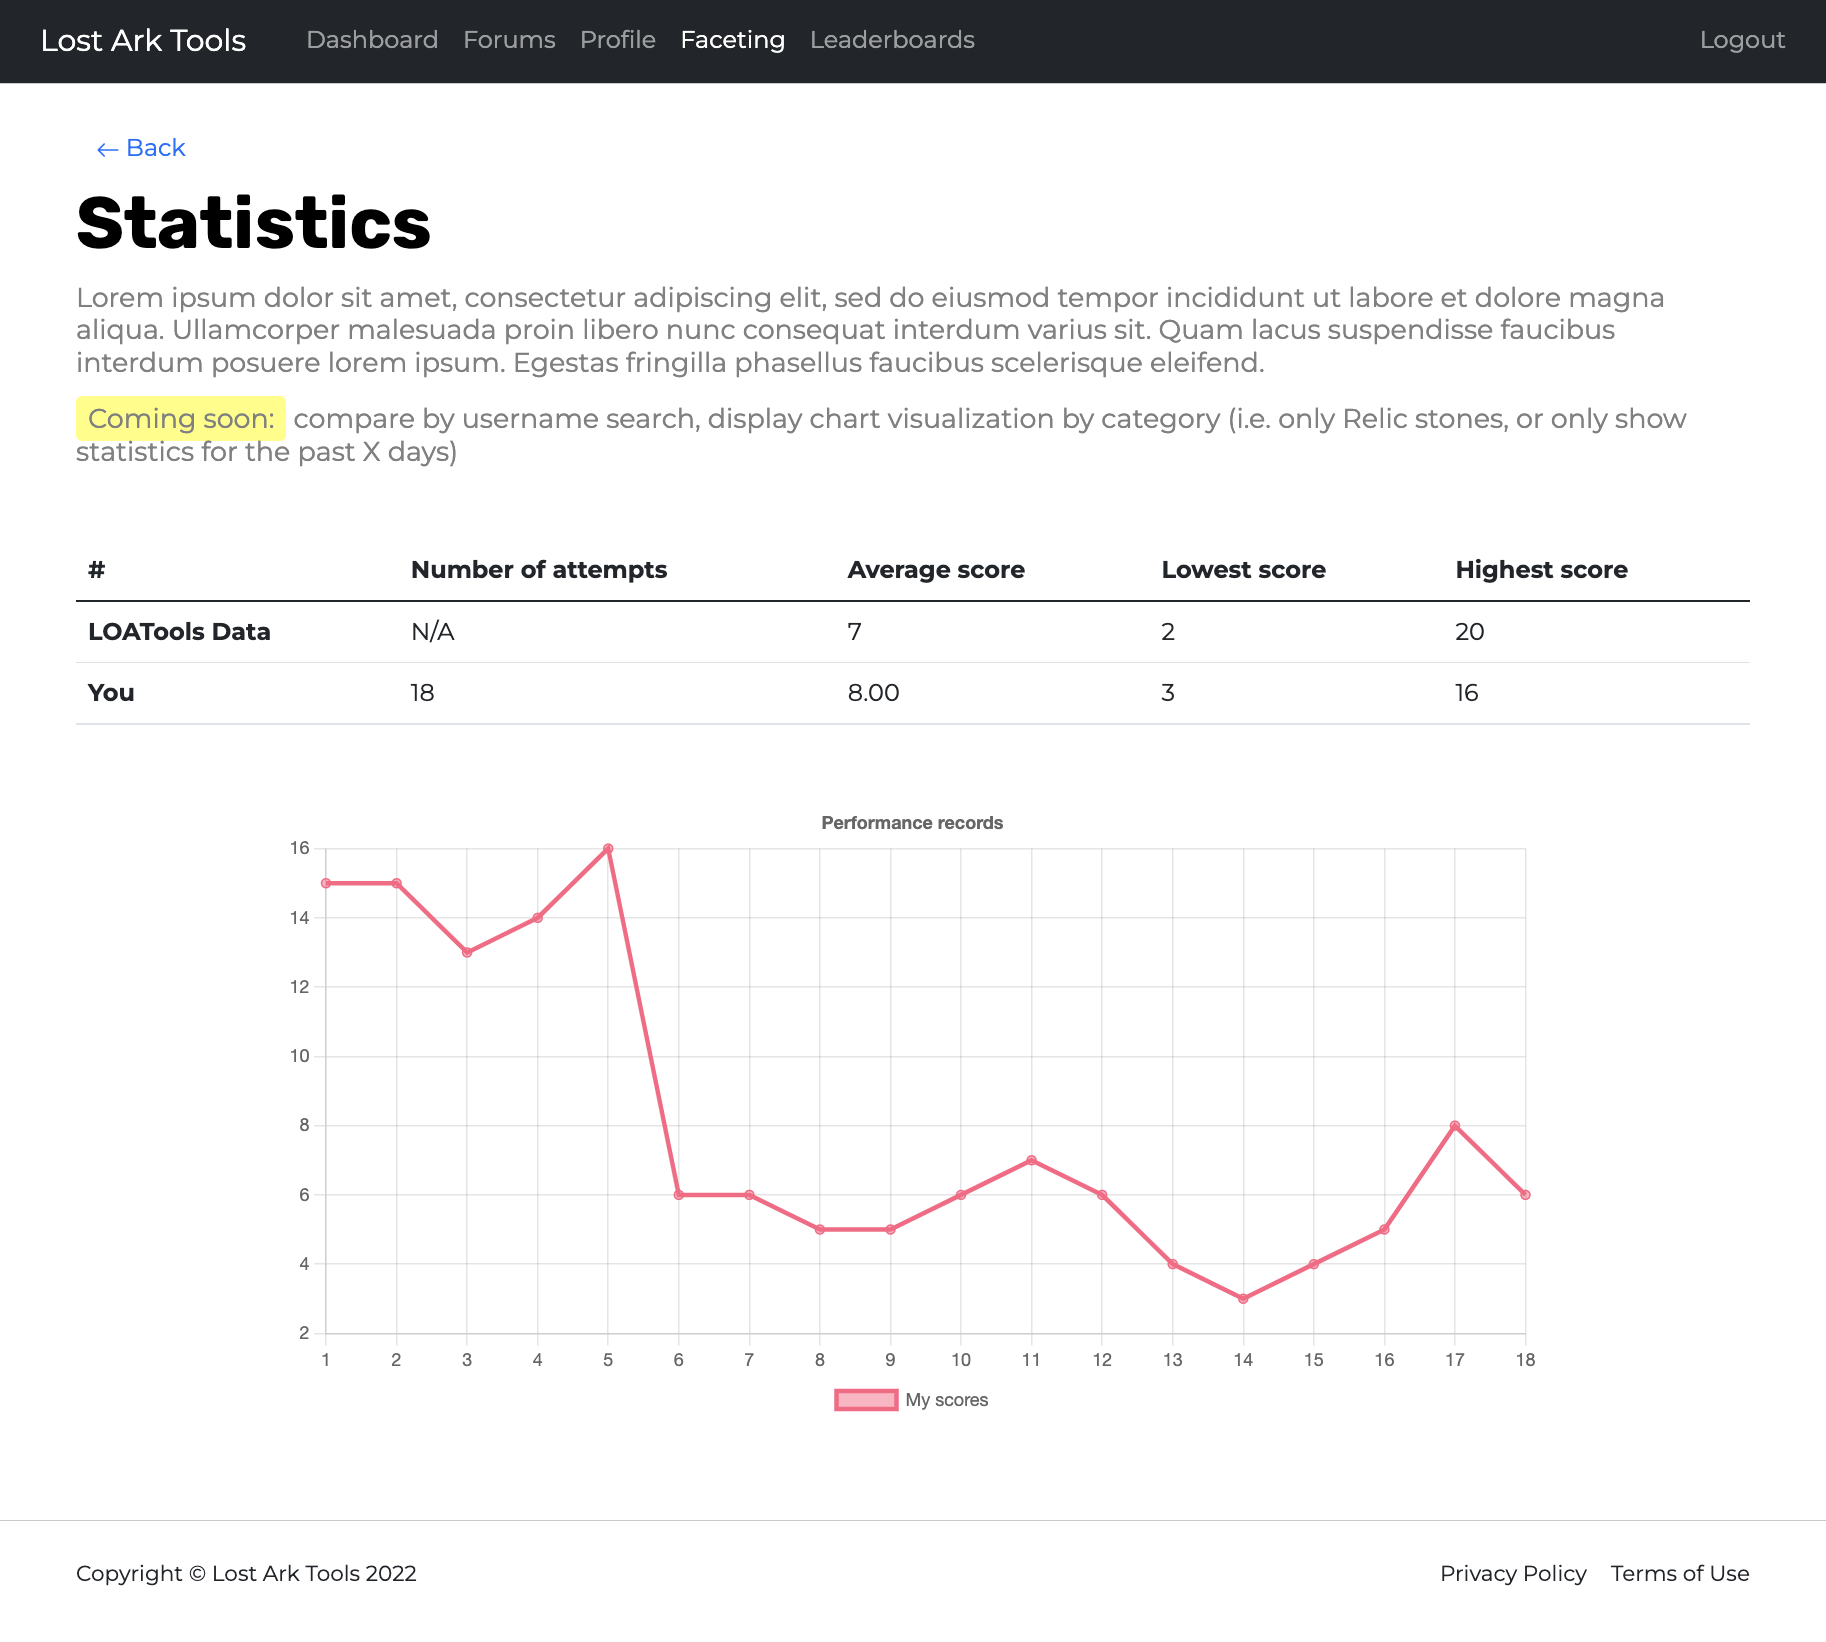 Lost Ark Tools Dashboard Forums Profile Faceting Leaderboards Logout
← Back
Statistics
Lorem ipsum dolor sit amet, consectetur adipiscing elit, sed do eiusmod tempor incididunt ut labore et dolore magna
aliqua. Ullamcorper malesuada proin libero nunc consequat interdum varius sit. Quam lacus suspendisse faucibus
interdum posuere lorem ipsum. Egestas fringilla phasellus faucibus scelerisque eleifend.
Coming soon: compare by username search, display chart visualization by category (i.e. only Relic stones, or only show
statistics for the past X days)
# Number of attempts Average score Lowest score Highest score
LOATools Data N/A 7 2 20
You 18 8.00 3 16
Performance records
16
14
12
10
8
6
4
2
1 2 3 4 5 6 7 8 9 10 11 12 13 14 15 16 17 18
My scores
Copyright © Lost Ark Tools 2022 Privacy Policy Terms of Use